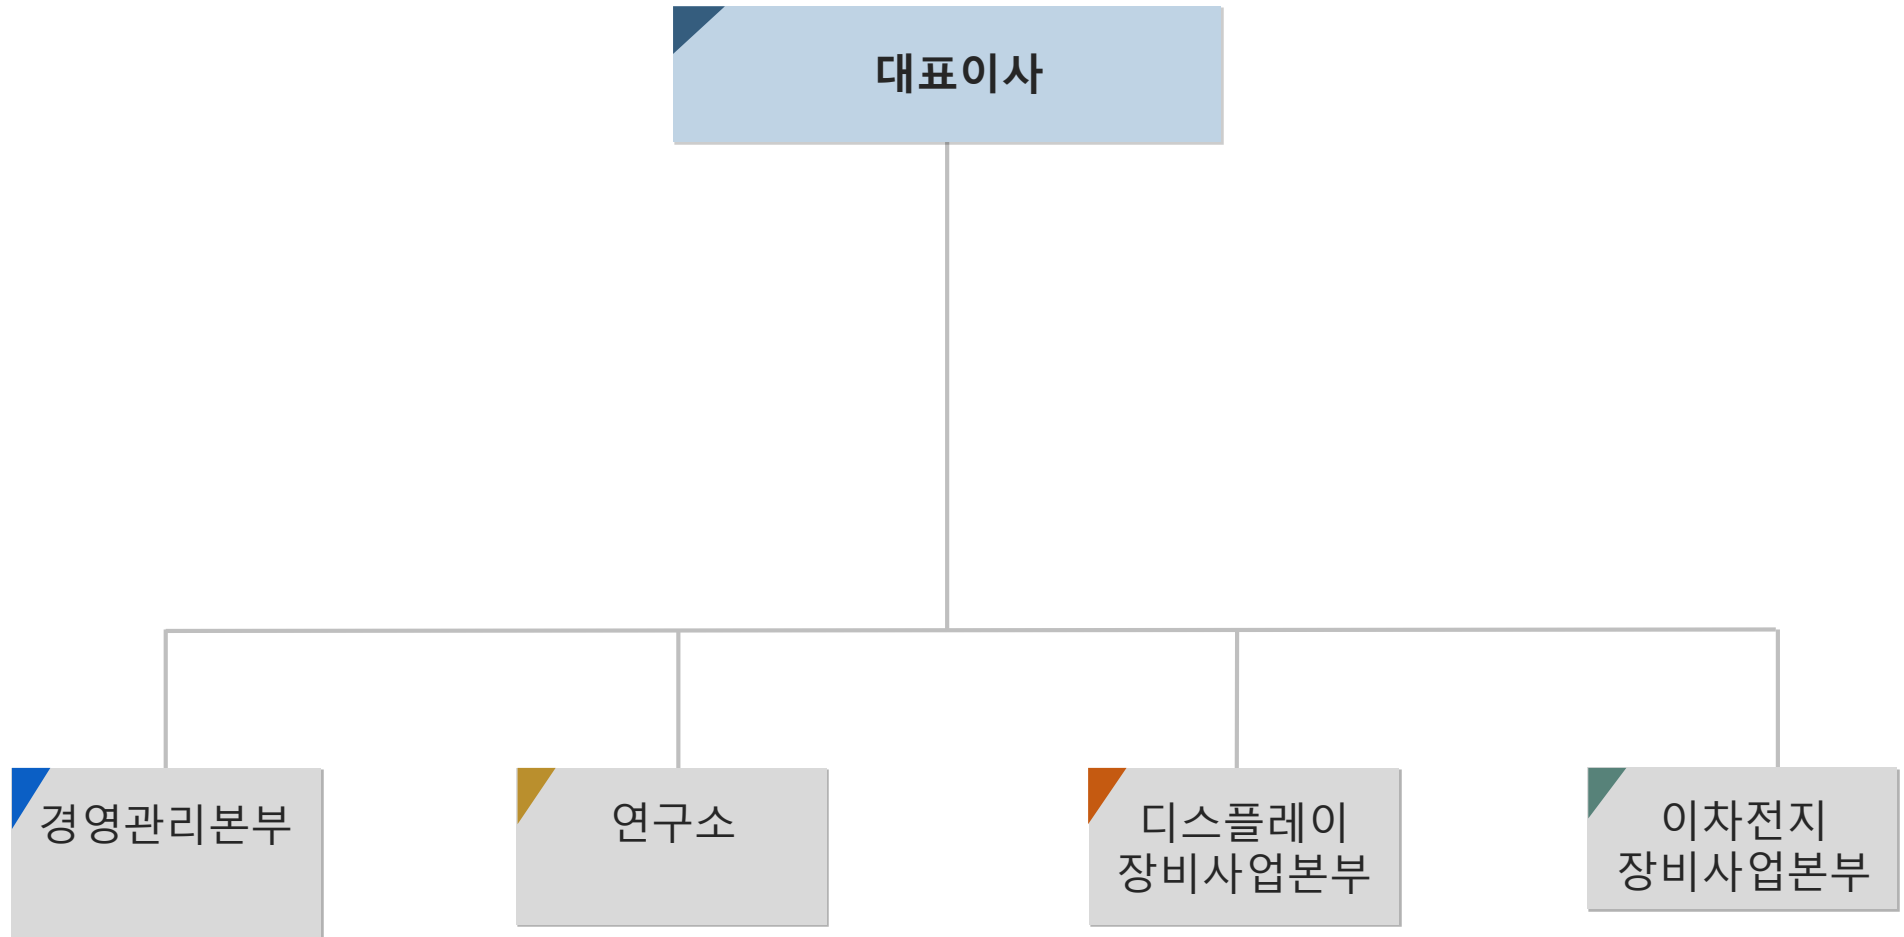 대표이사
경영관리본부
연구소
디스플레이
장비사업본부
이차전지
장비사업본부